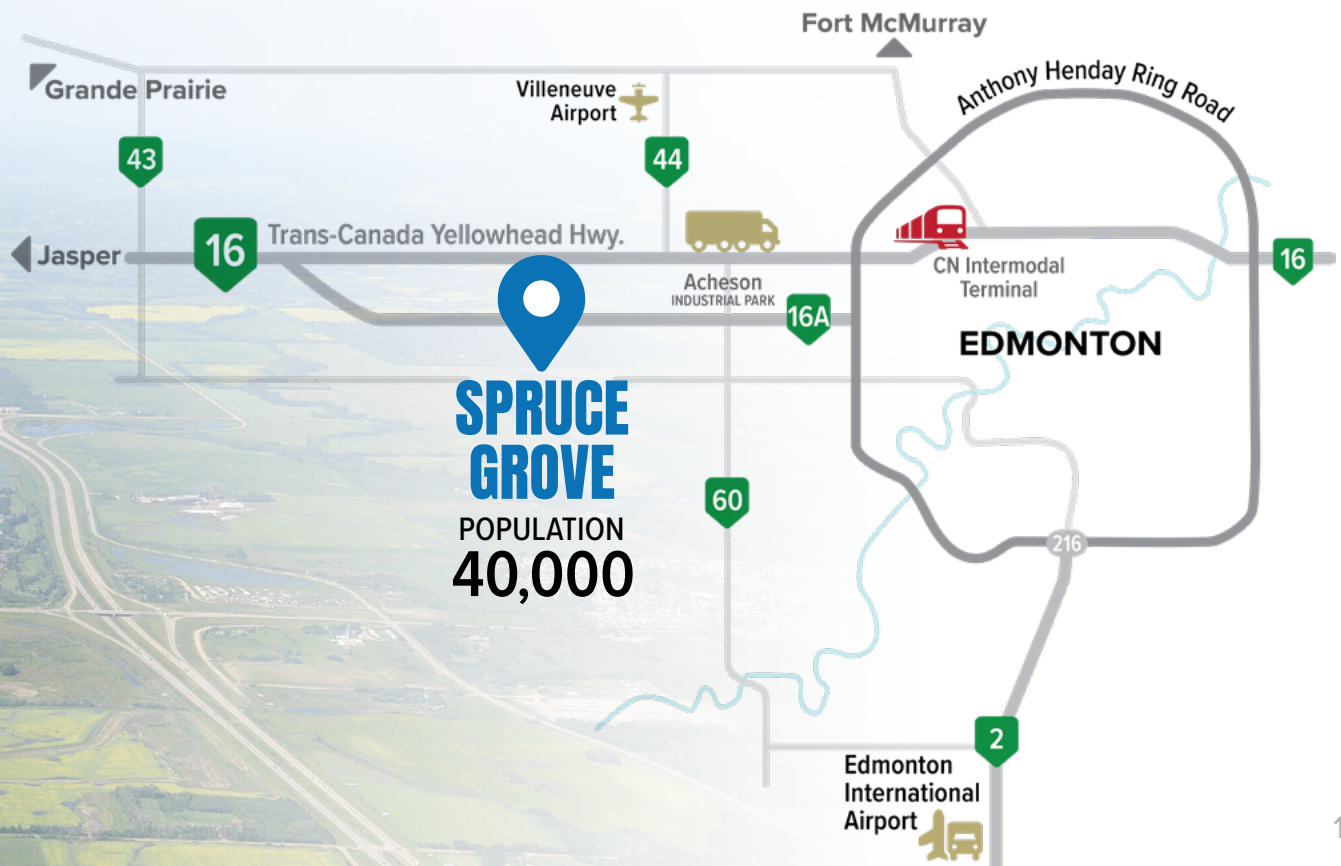 Fort McMurray
Grande Prairie
Villeneuve
Airport
Anthony Henday Ring Road
43
44
16
Trans-Canada Yellowhead Hwy.
Jasper
Acheson
INDUSTRIAL PARK
16A
CN Intermodal
Terminal
16
EDMONTON
SPRUCE
GROVE
POPULATION
40,000
60
216
2
Edmonton
International
Airport
1